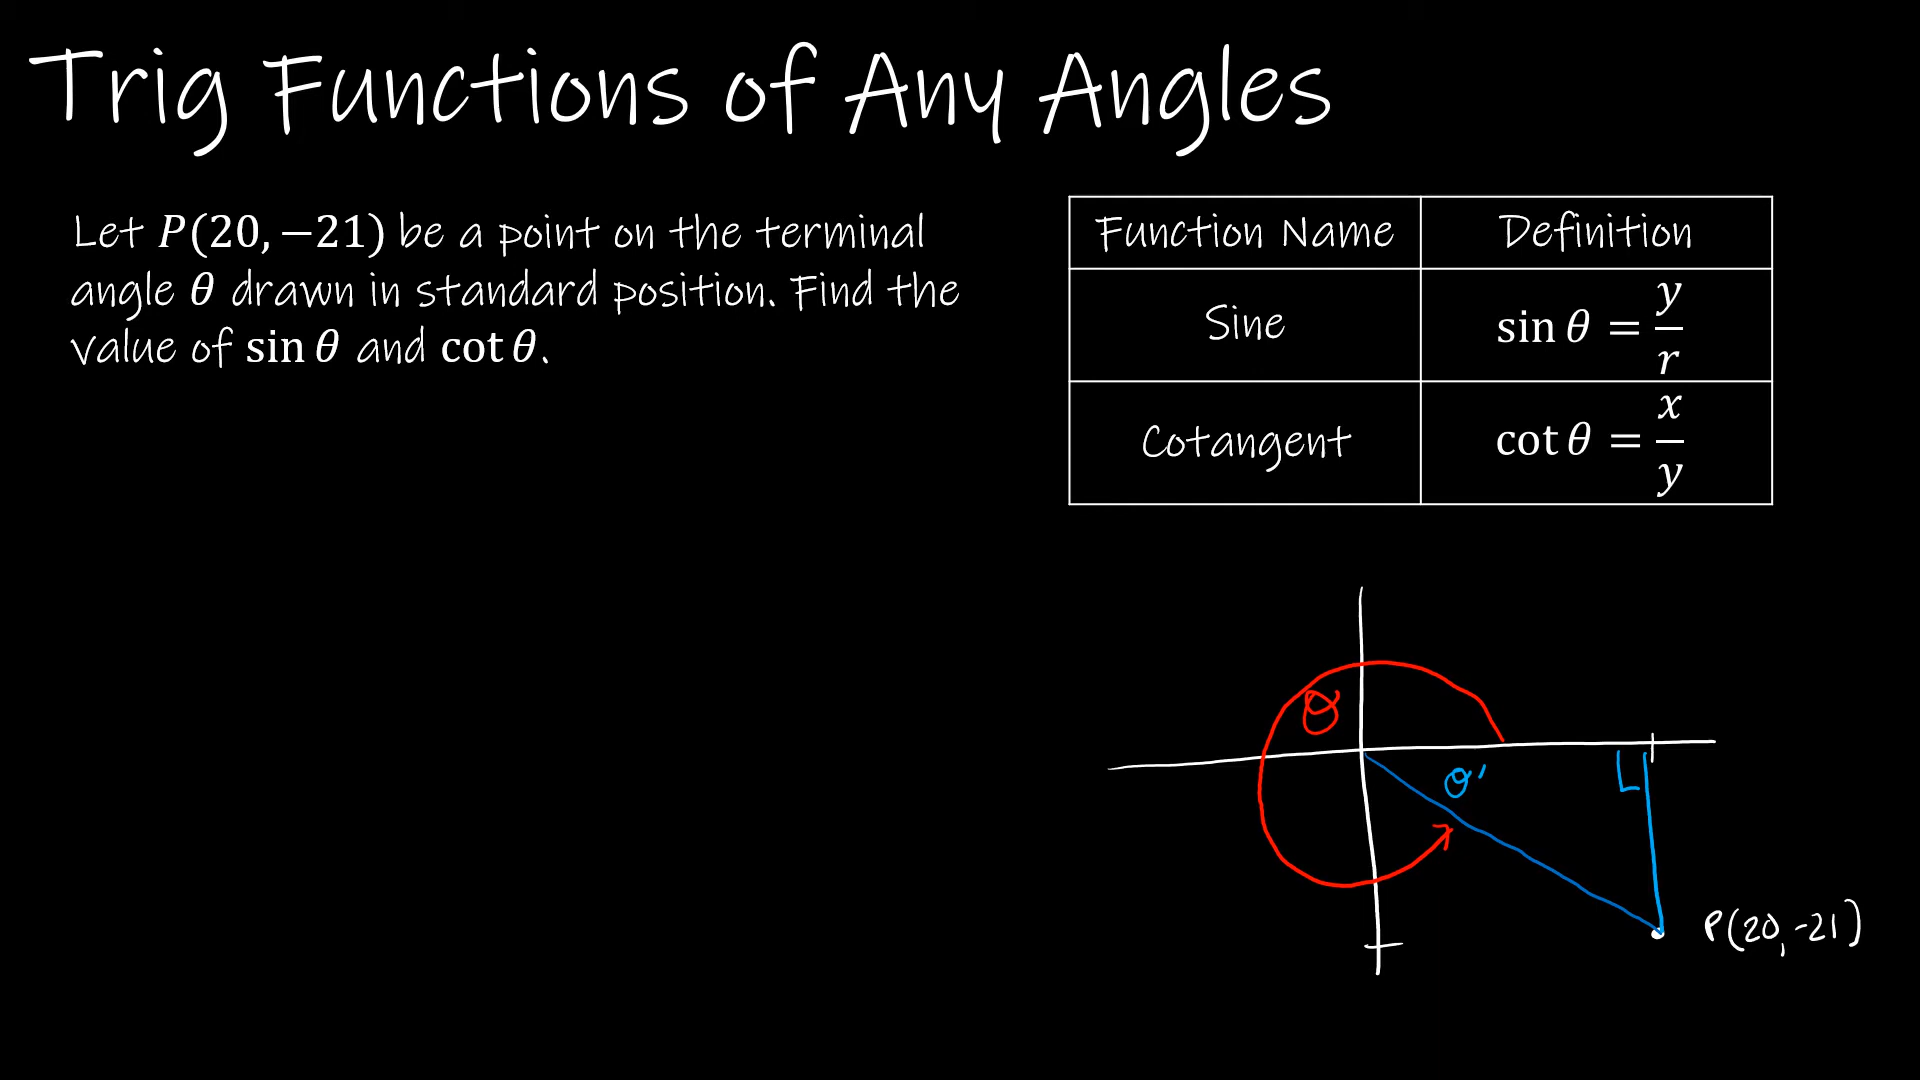 Trig Functions of Any Angles
Let P(20, −21) be a point on the terminal
angle θ drawn in standard position. Find the
value of sin θ and cot θ.
Function Name Definition
Sine sin θ = y/r
Cotangent cot θ = x/y
θ
θ'
P(20, -21)